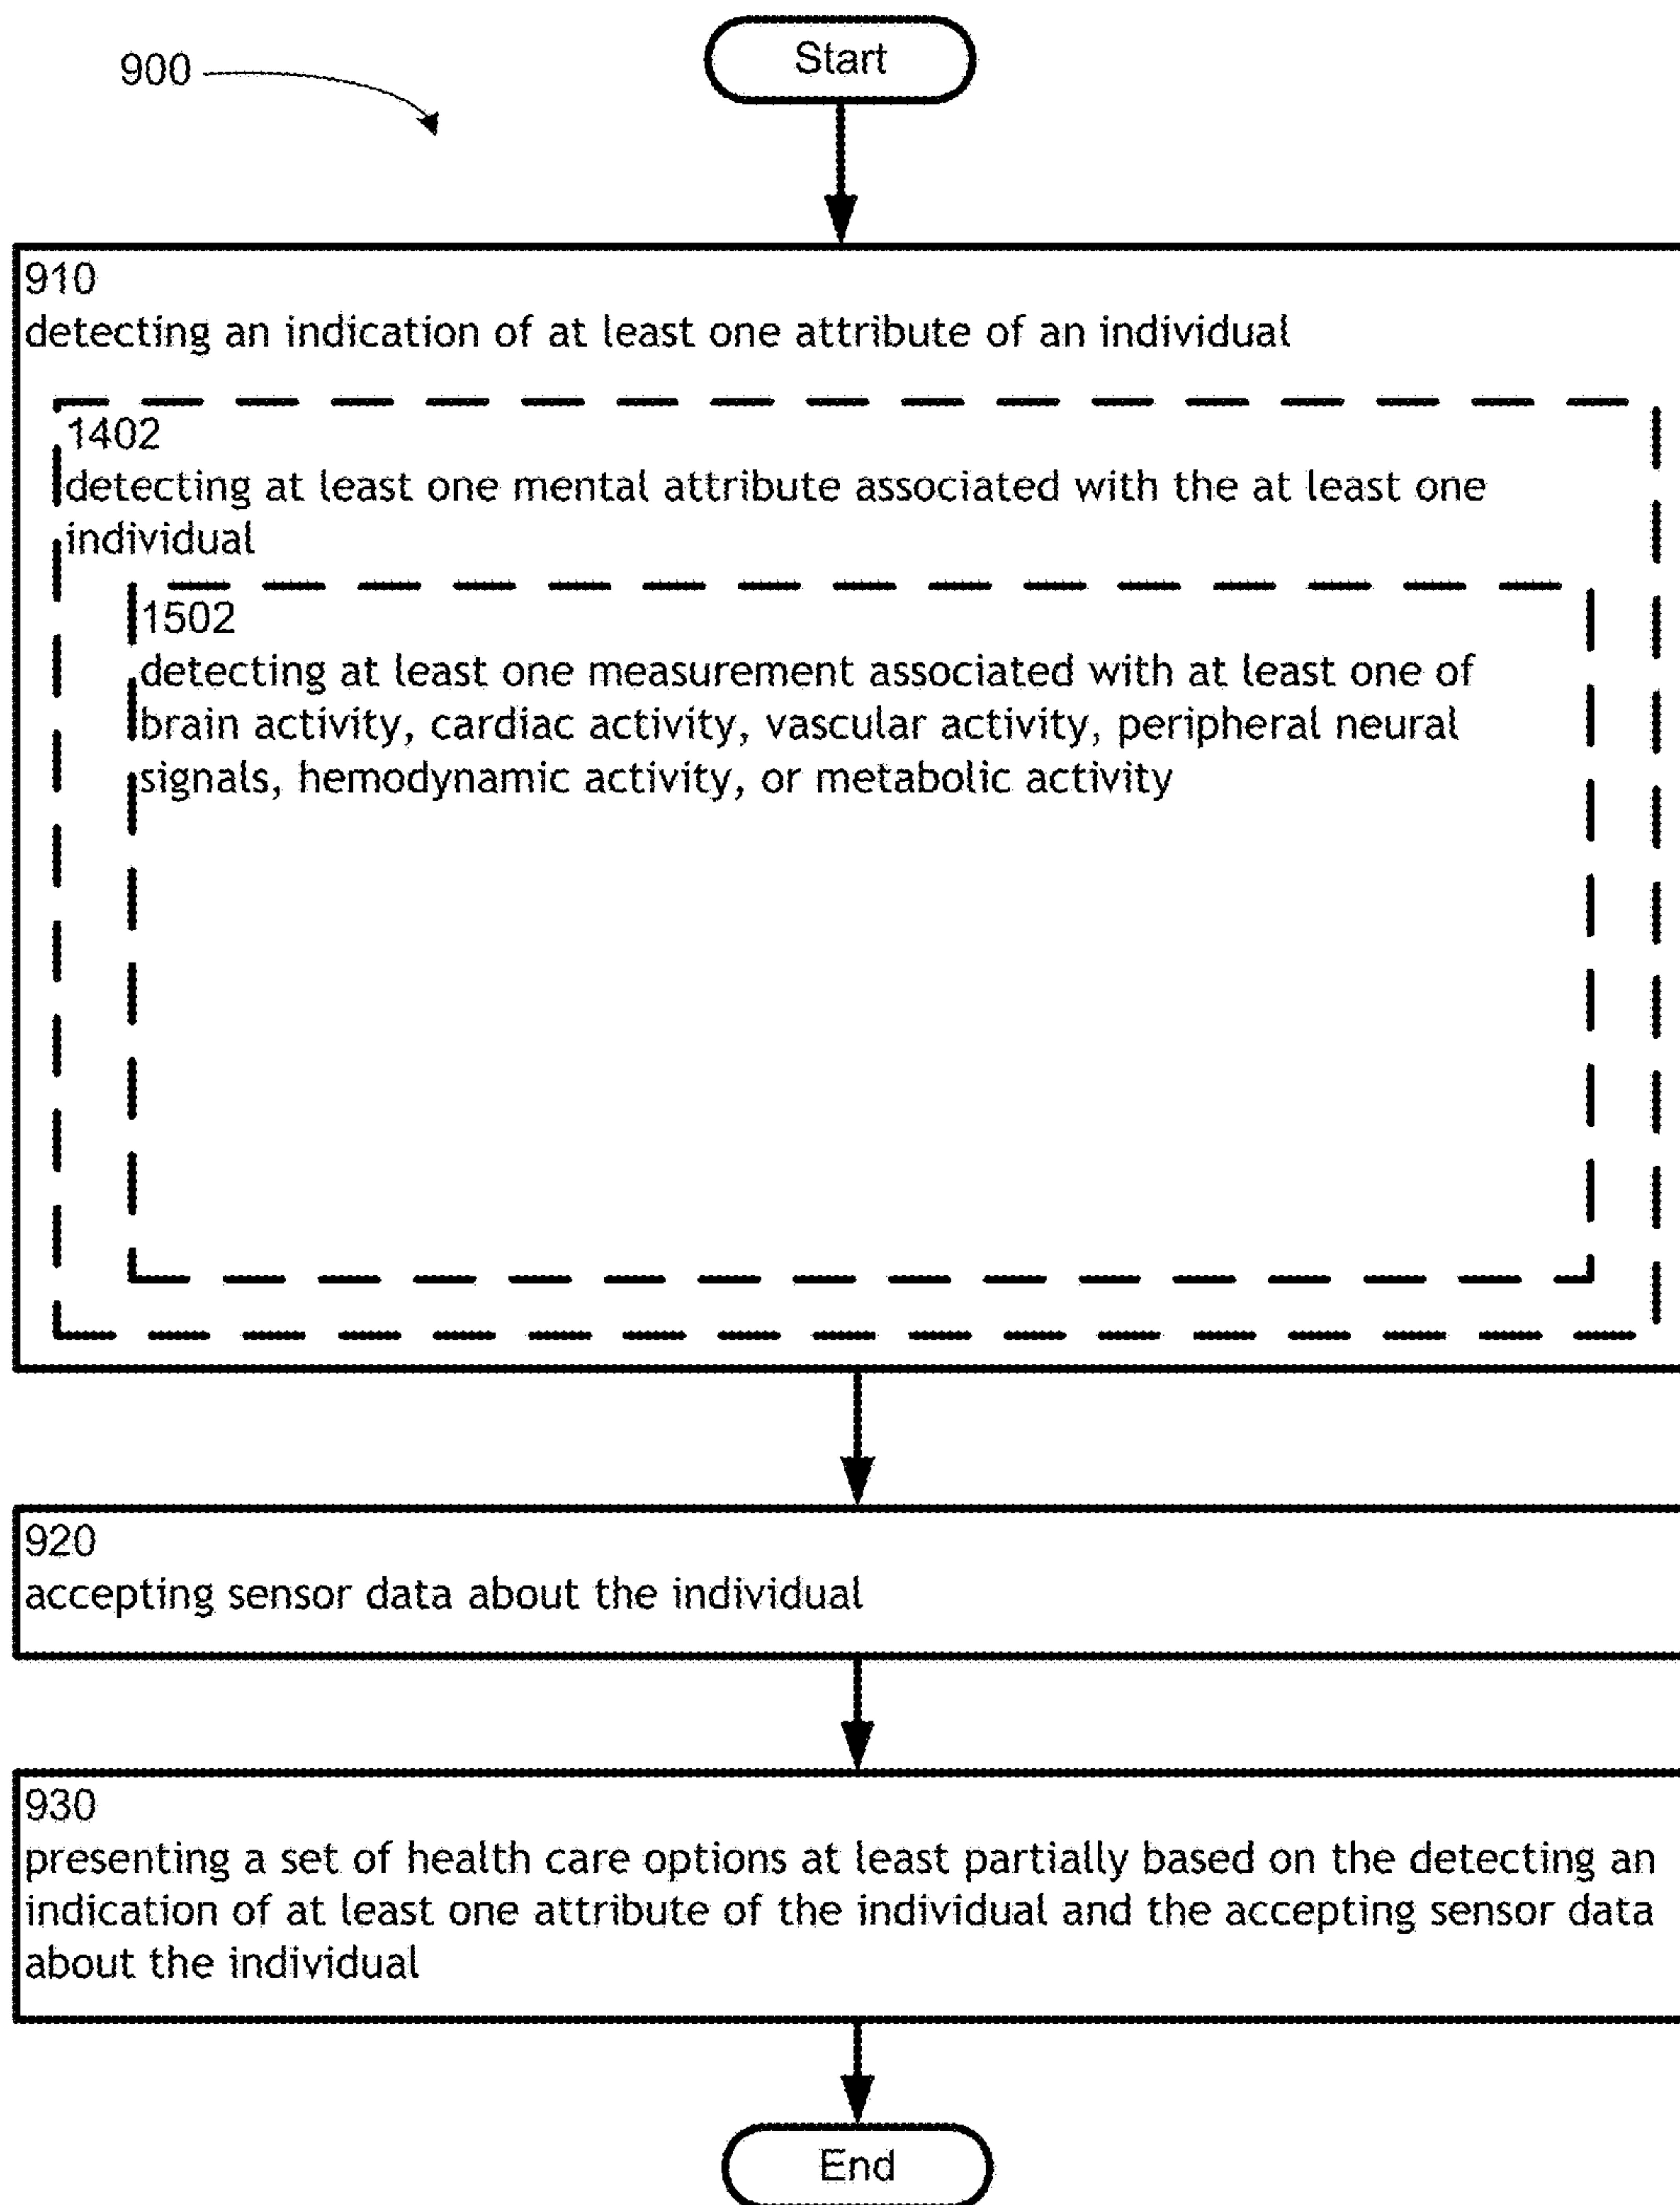 Start
900
910
detecting an indication of at least one attribute of an individual
1402
detecting at least one mental attribute associated with the at least one
individual
1502
detecting at least one measurement associated with at least one of
brain activity, cardiac activity, vascular activity, peripheral neural
signals, hemodynamic activity, or metabolic activity
920
accepting sensor data about the individual
930
presenting a set of health care options at least partially based on the detecting an
indication of at least one attribute of the individual and the accepting sensor data
about the individual
End